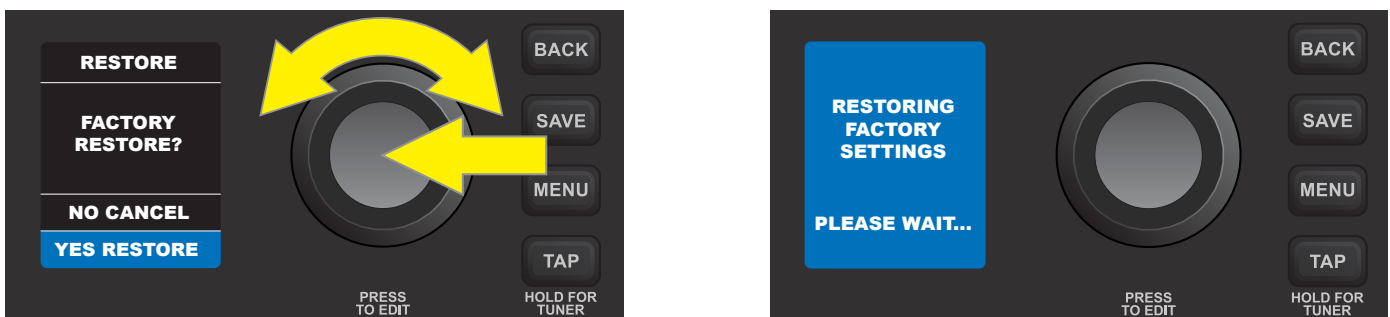 RESTORE
FACTORY
RESTORE?
NO CANCEL
YES RESTORE
PRESS
TO EDIT
BACK
SAVE
MENU
TAP
HOLD FOR
TUNER
RESTORING
FACTORY
SETTINGS
PLEASE WAIT...
PRESS
TO EDIT
BACK
SAVE
MENU
TAP
HOLD FOR
TUNER